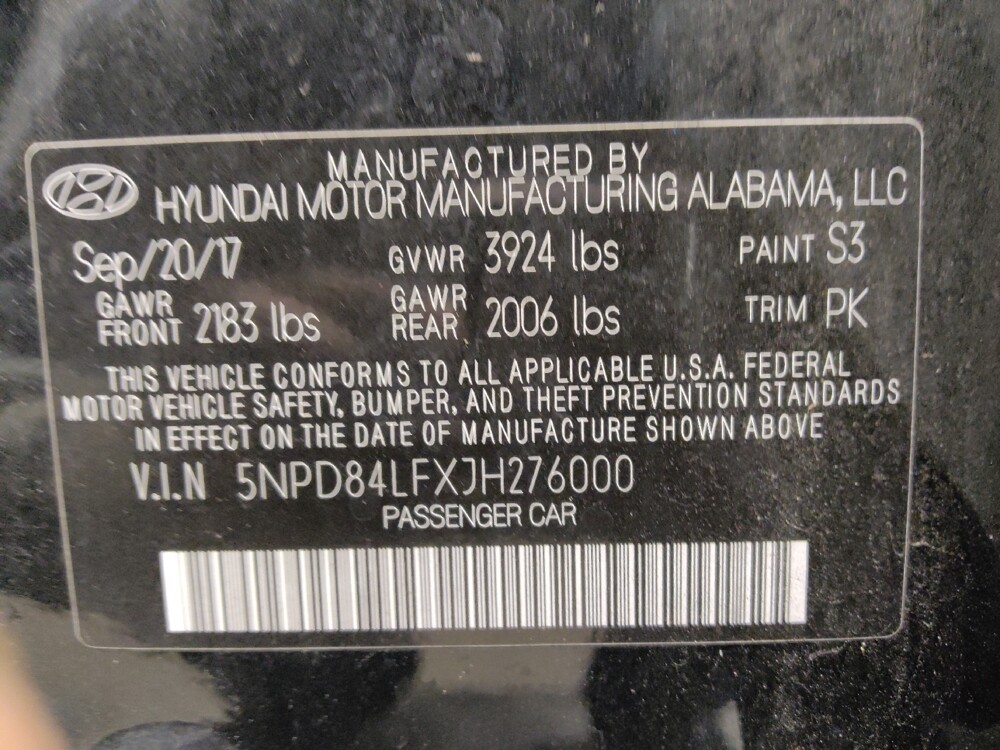 MANUFACTURED BY
HYUNDAI MOTOR MANUFACTURING ALABAMA, LLC
Sep/20/17 GVWR 3924 lbs PAINT S3
GAWR FRONT 2183 lbs GAWR REAR 2006 lbs TRIM PK
THIS VEHICLE CONFORMS TO ALL APPLICABLE U.S.A. FEDERAL
MOTOR VEHICLE SAFETY, BUMPER, AND THEFT PREVENTION STANDARDS
IN EFFECT ON THE DATE OF MANUFACTURE SHOWN ABOVE
V.I.N 5NPD84LFXJH276000
PASSENGER CAR